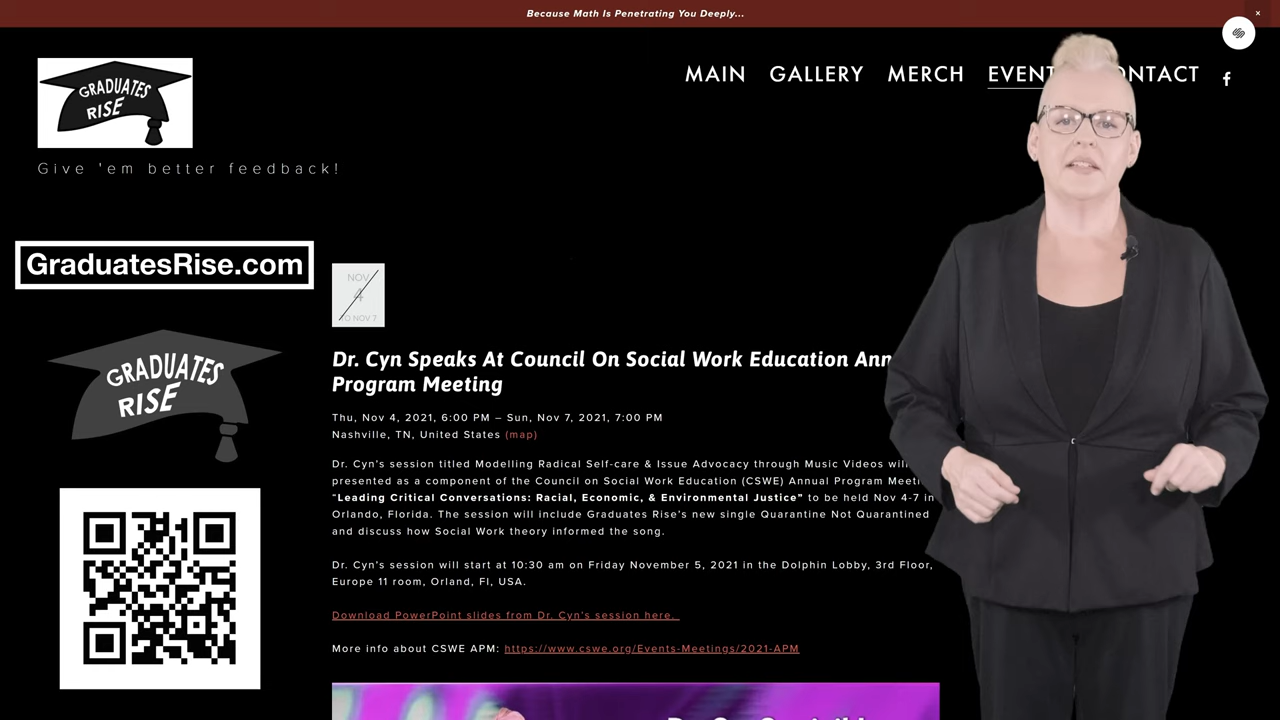 Because Math Is Penetrating You Deeply...
×
GRADUATES
RISE
MAIN GALLERY MERCH EVENT ONTACT
Give 'em better feedback!
GraduatesRise.com
NOV
4
TO NOV 7
GRADUATES
RISE
Dr. Cyn Speaks At Council On Social Work Education Ann
Program Meeting
Thu, Nov 4, 2021, 6:00 PM – Sun, Nov 7, 2021, 7:00 PM
Nashville, TN, United States (map)
Dr. Cyn's session titled Modelling Radical Self-care & Issue Advocacy through Music Videos will
presented as a component of the Council on Social Work Education (CSWE) Annual Program Meeti
"Leading Critical Conversations: Racial, Economic, & Environmental Justice" to be held Nov 4-7 in
Orlando, Florida. The session will include Graduates Rise's new single Quarantine Not Quarantined
and discuss how Social Work theory informed the song.
Dr. Cyn's session will start at 10:30 am on Friday November 5, 2021 in the Dolphin Lobby, 3rd Floor,
Europe 11 room, Orland, Fl, USA.
Download PowerPoint slides from Dr. Cyn's session here.
More info about CSWE APM: https://www.cswe.org/Events-Meetings/2021-APM